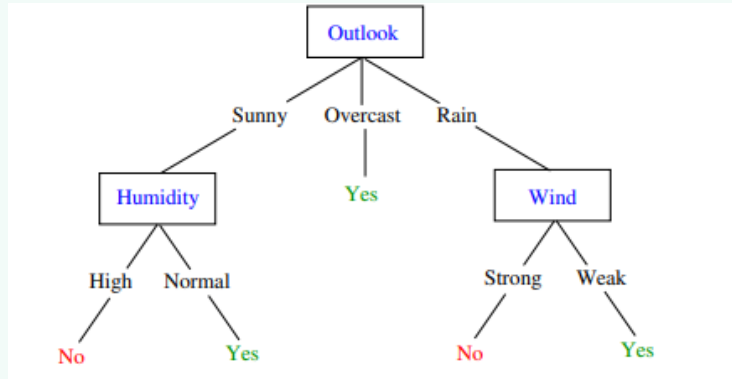 Outlook
Sunny Overcast Rain
Humidity Yes Wind
High Normal Strong Weak
No Yes No Yes